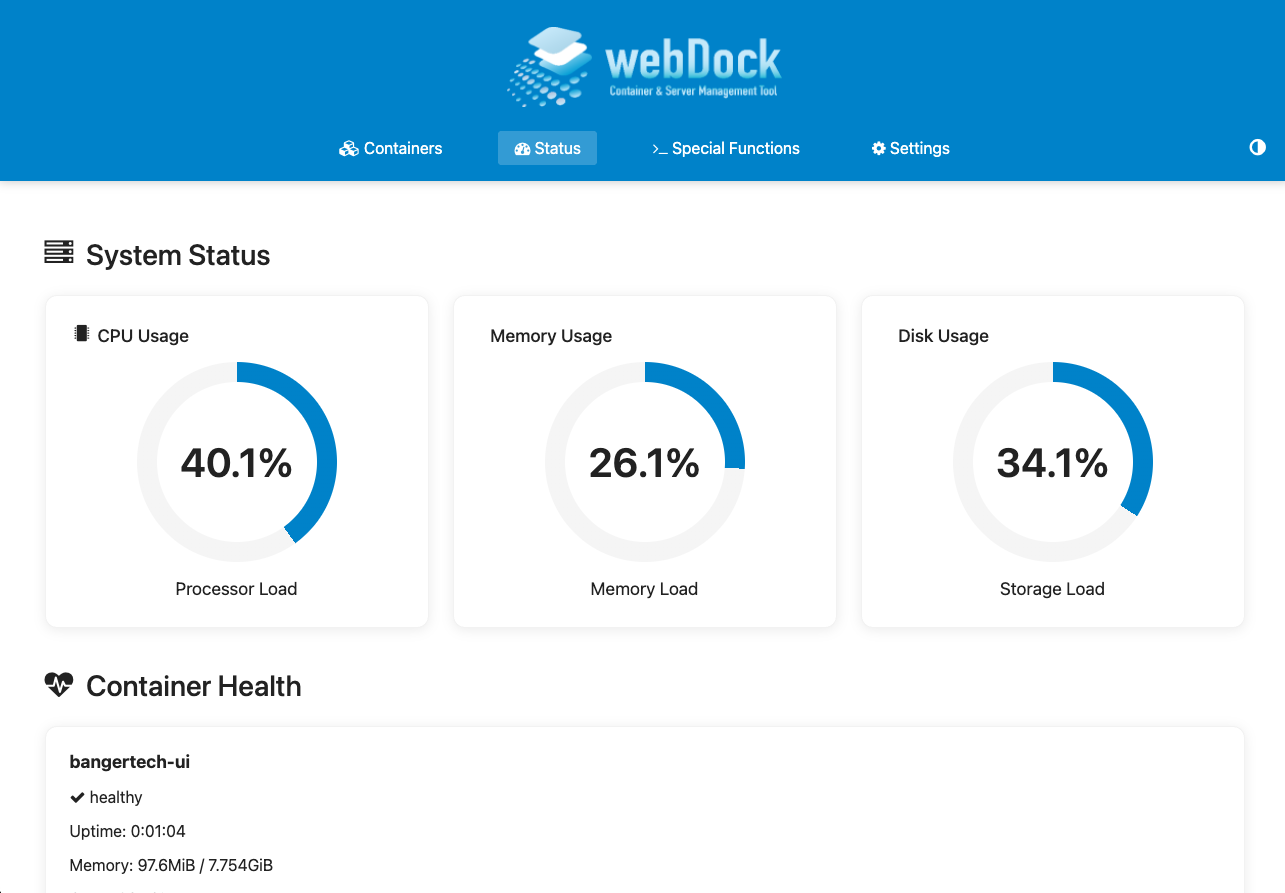 webDock
Container & Server Management Tool
Containers
Status
Special Functions
Settings
System Status
CPU Usage
Memory Usage
Disk Usage
40.1%
26.1%
34.1%
Processor Load
Memory Load
Storage Load
Container Health
bangertech-ui
healthy
Uptime: 0:01:04
Memory: 97.6MiB / 7.754GiB